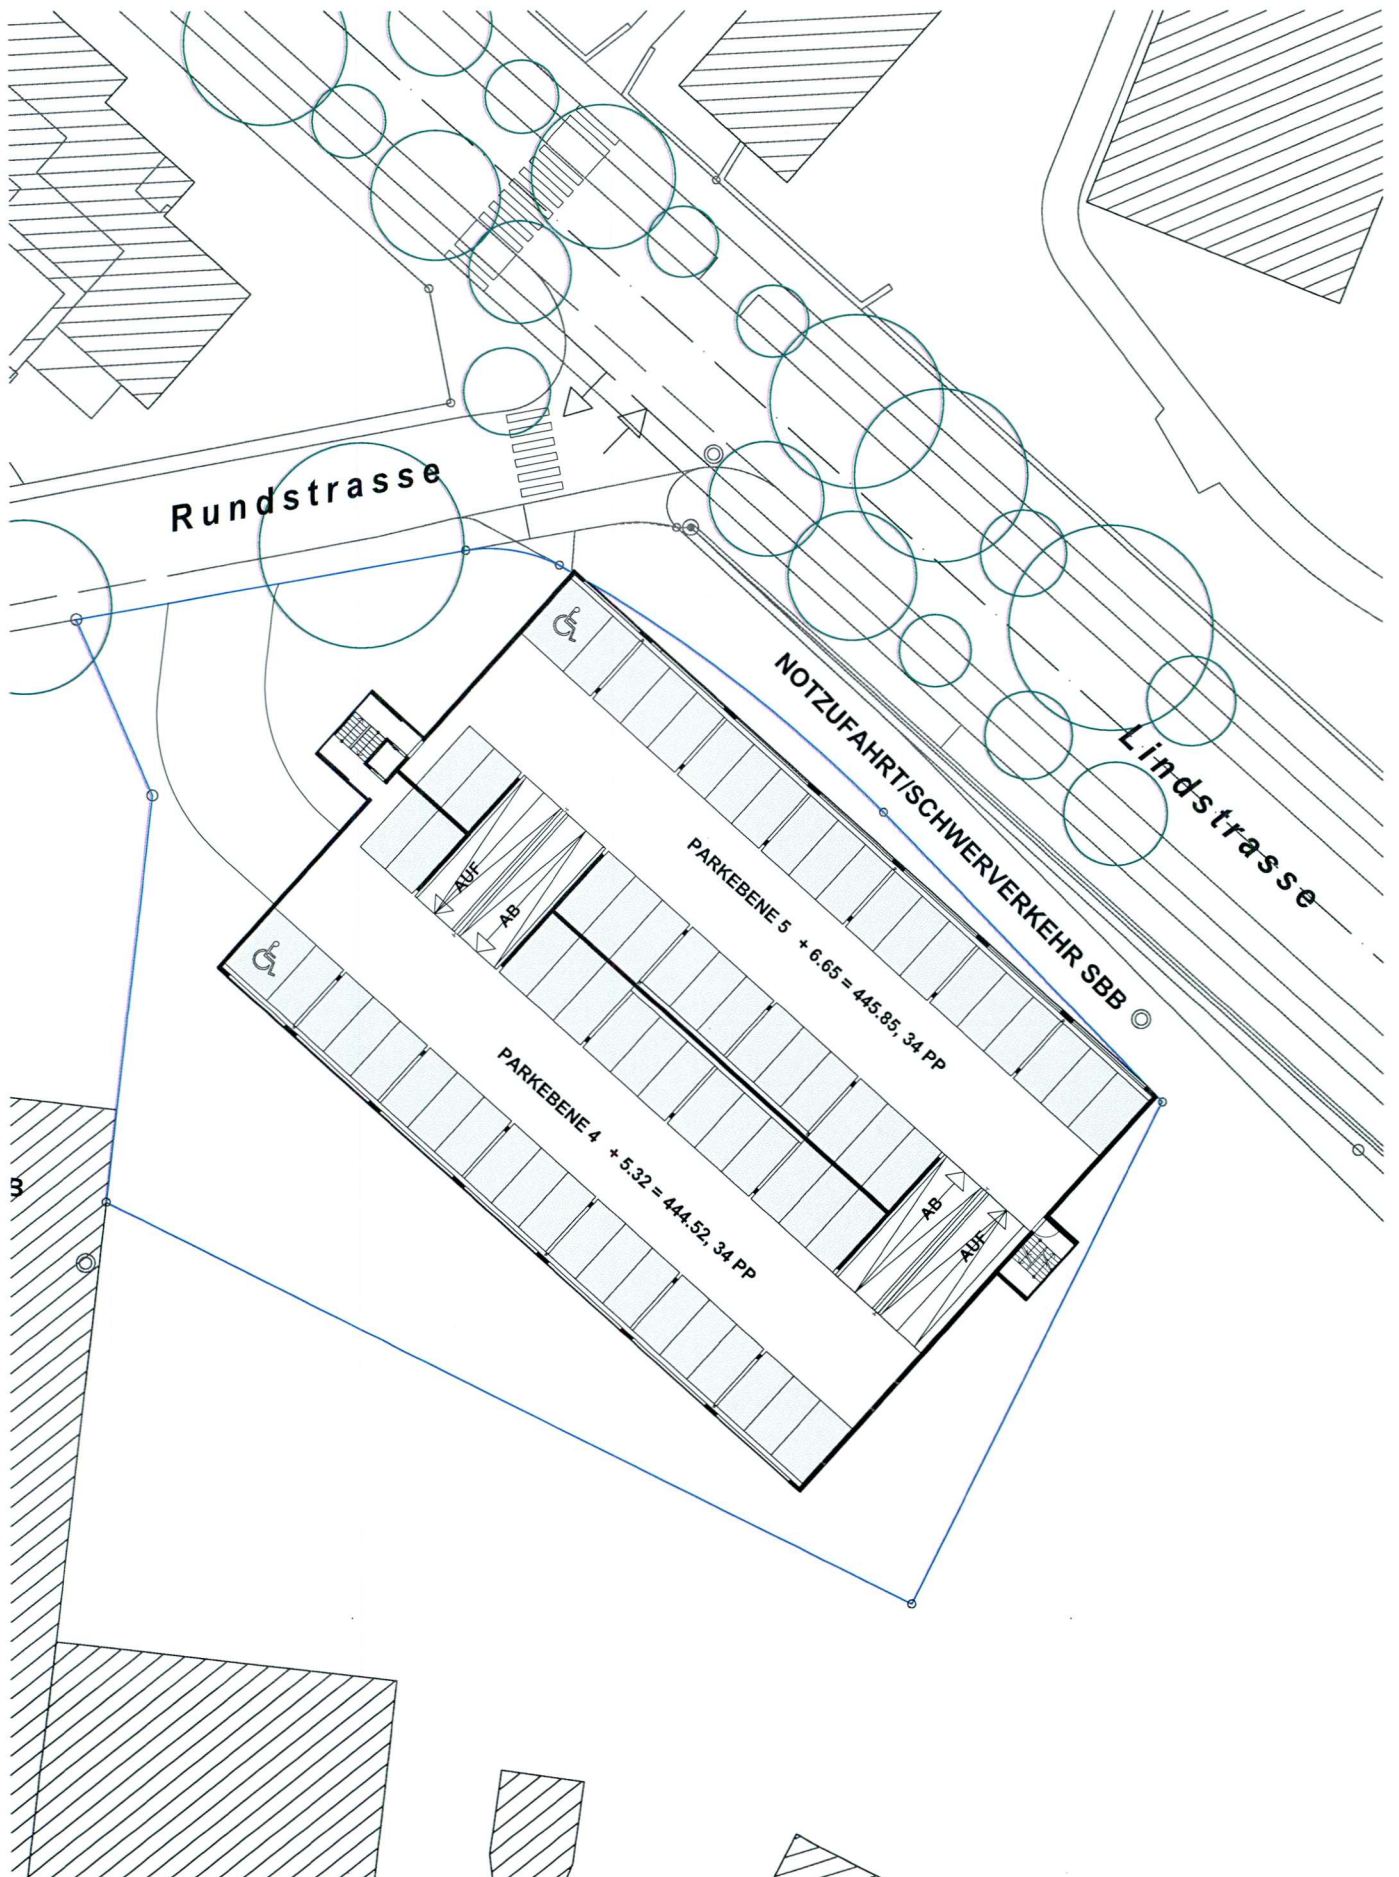 Rundstrasse
NOTZUFAHRT/SCHWERVERKEHR SBB
Lindstrasse
AUF
AB
PARKEBENE 5 + 6.65 = 445.85, 34 PP
PARKEBENE 4 + 5.32 = 444.52, 34 PP
B
AB
AUF